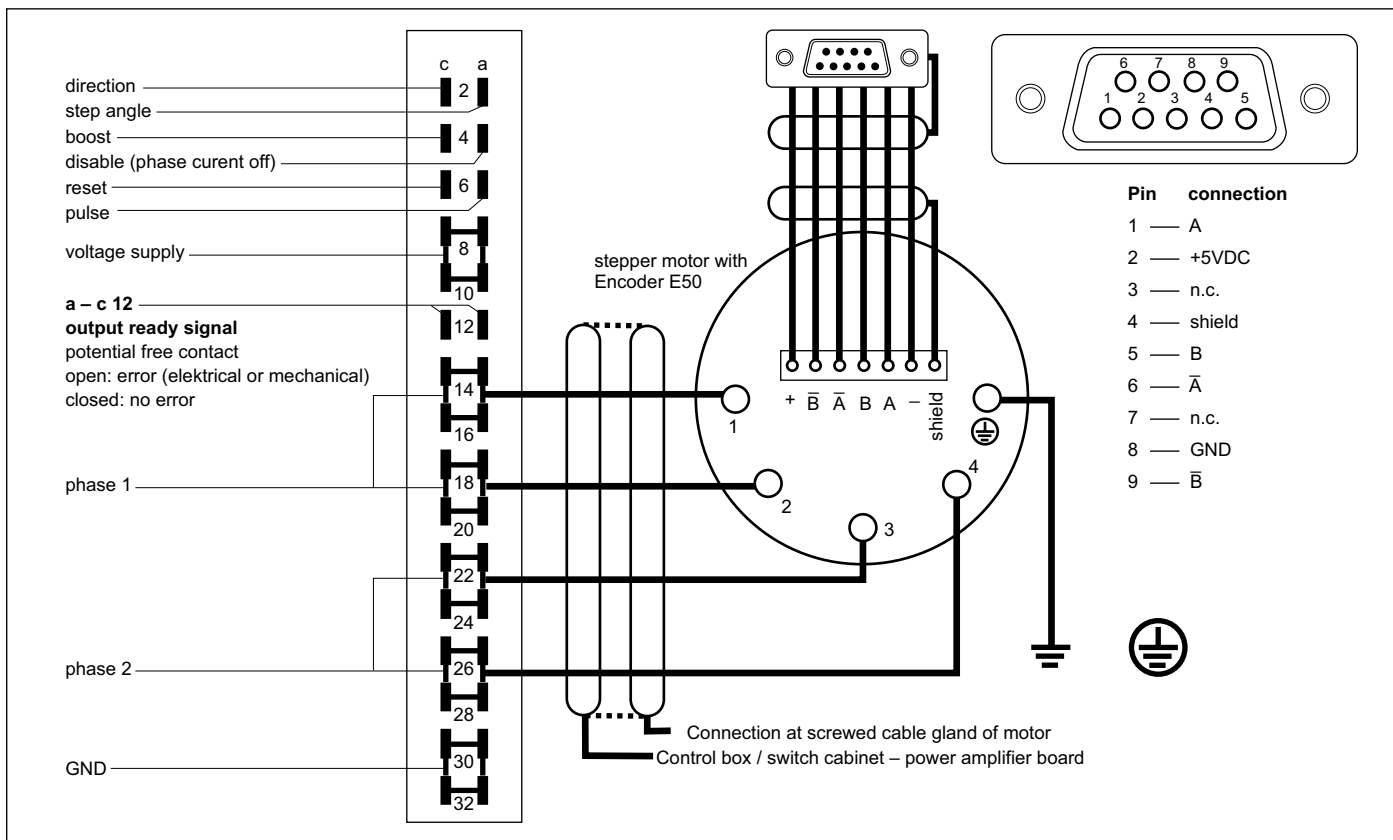 c a
direction
step angle
boost
disable (phase curent off)
reset
pulse
voltage supply
a – c 12
output ready signal
potential free contact
open: error (elektrical or mechanical)
closed: no error
phase 1
phase 2
GND
2
4
6
8
10
12
14
16
18
20
22
24
26
28
30
32
stepper motor with
Encoder E50
+ B̅ A̅ B A – shield
1
2
3
4
Connection at screwed cable gland of motor
Control box / switch cabinet – power amplifier board
6 7 8 9
1 2 3 4 5
Pin connection
1 — A
2 — +5VDC
3 — n.c.
4 — shield
5 — B
6 — A̅
7 — n.c.
8 — GND
9 — B̅